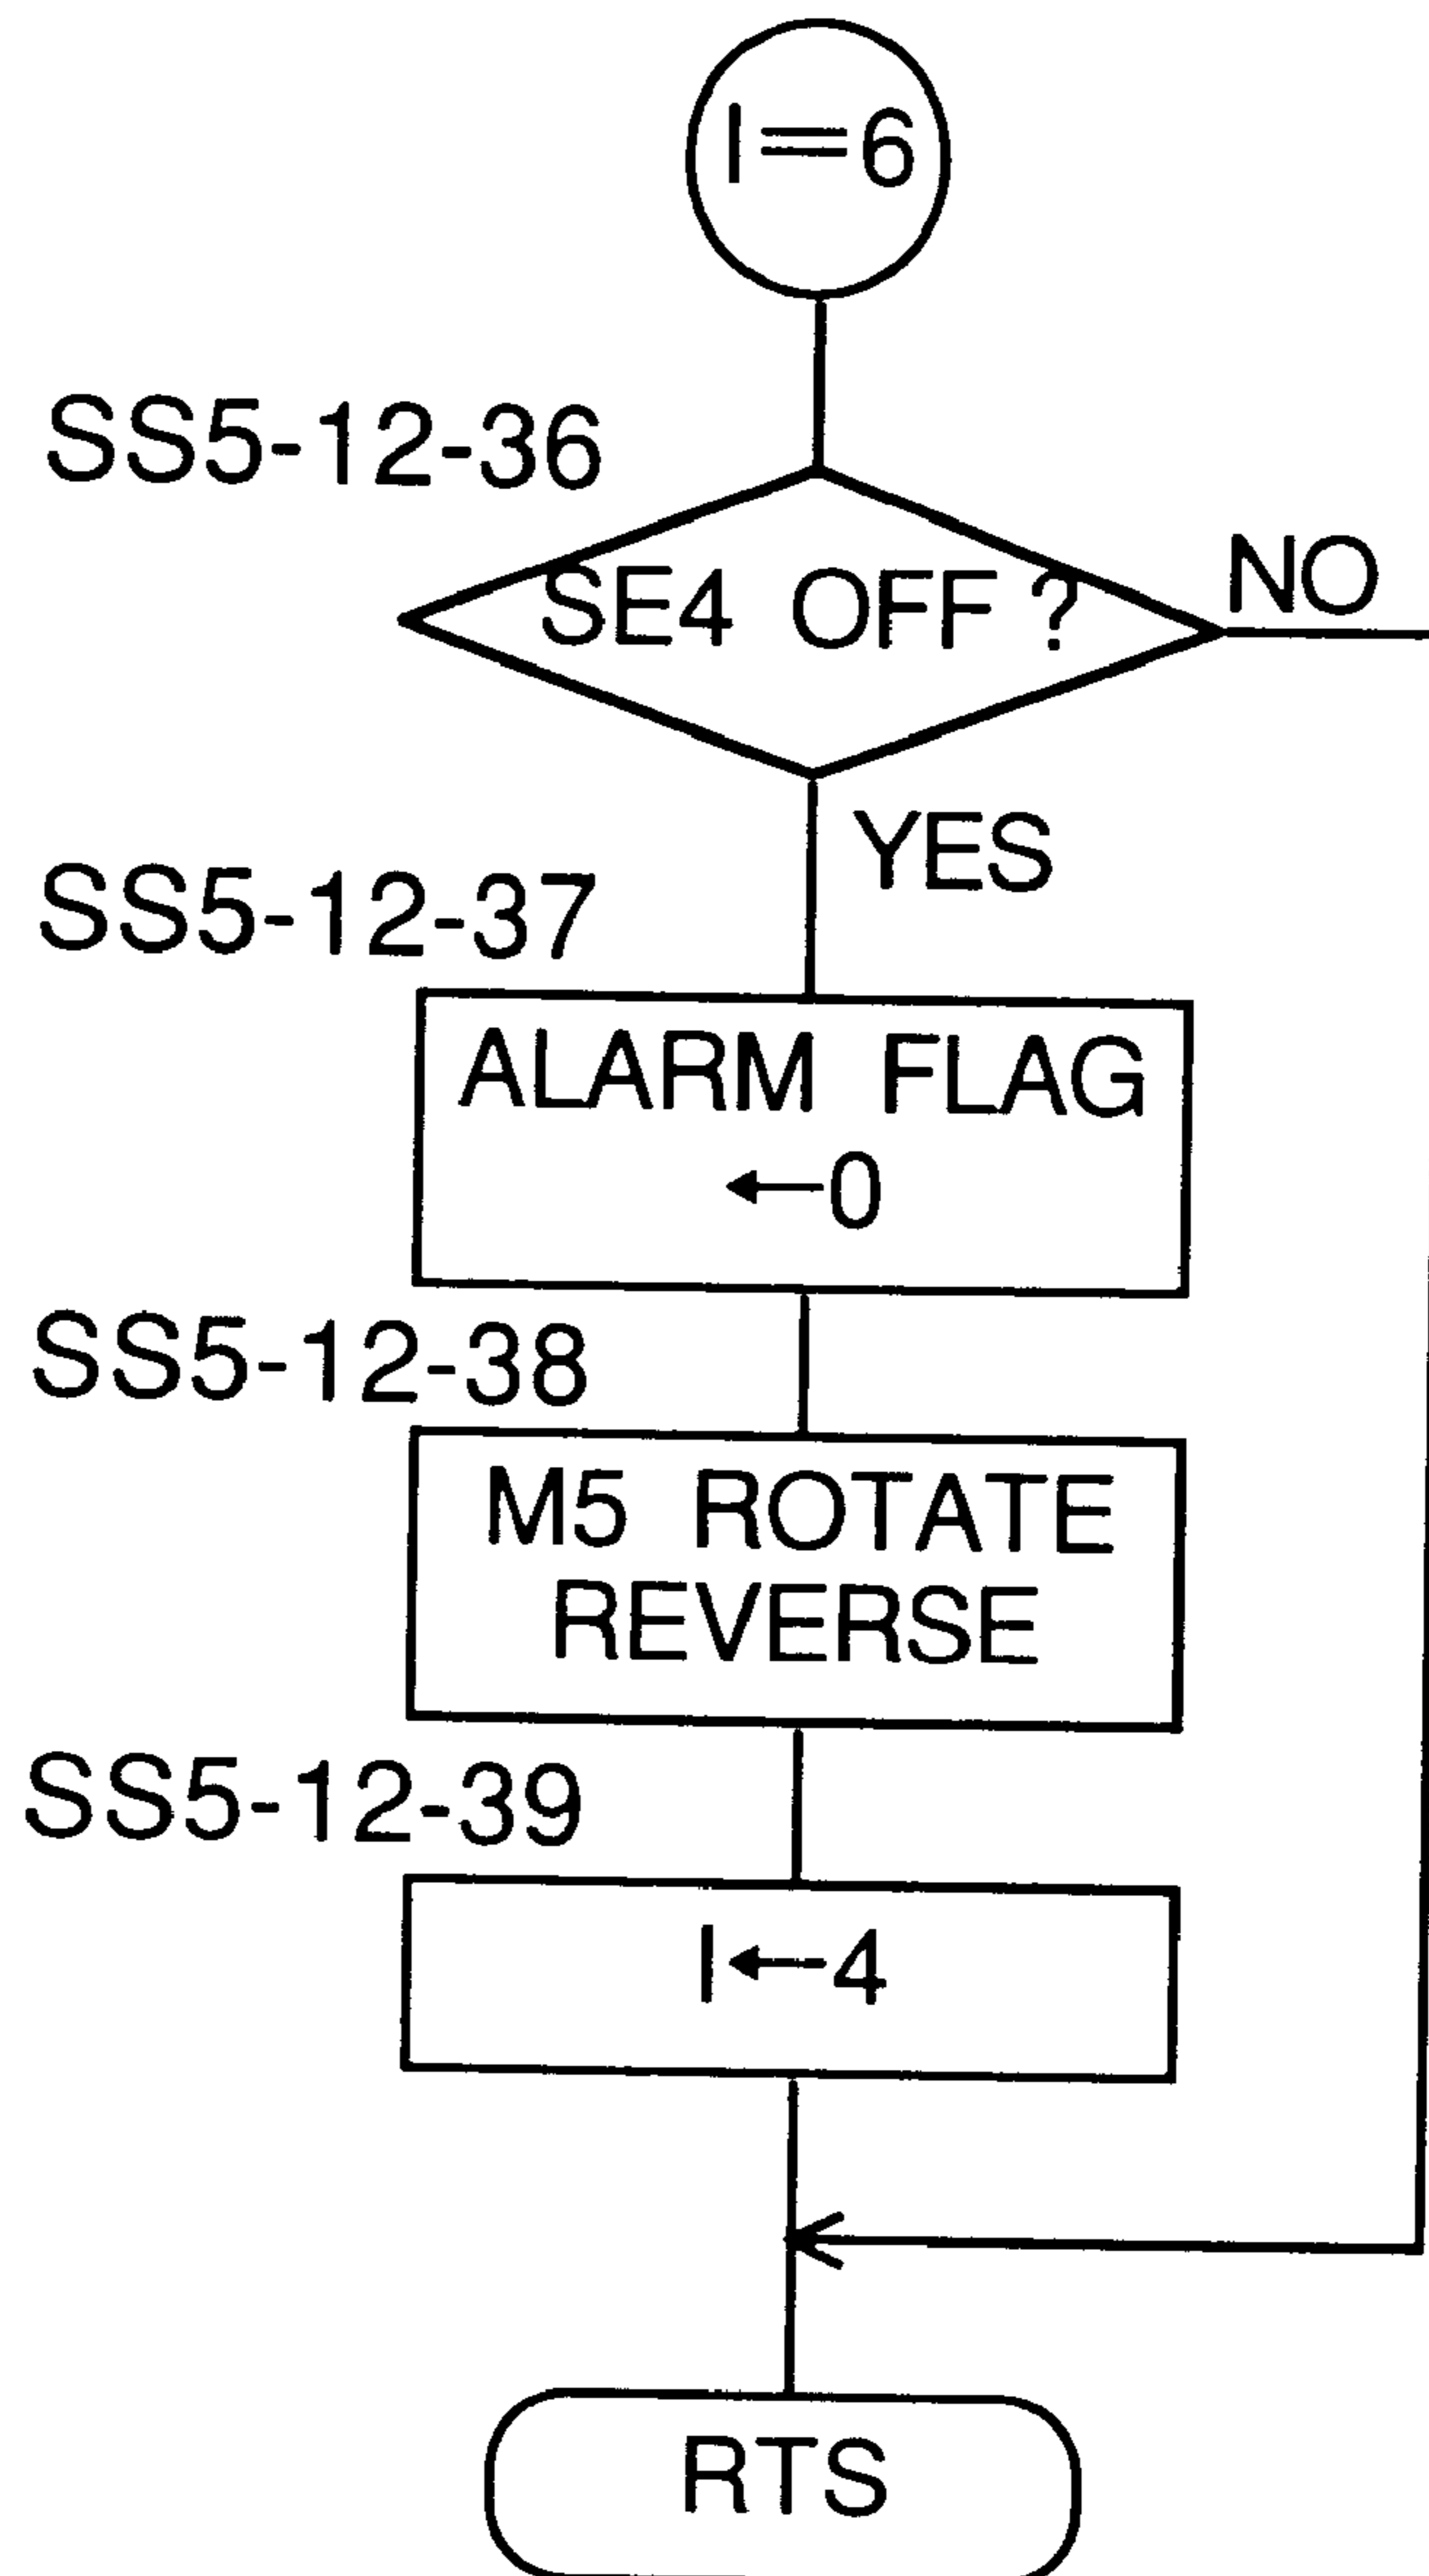 I=6
SS5-12-36
SE4 OFF ?
NO
YES
SS5-12-37
ALARM FLAG
←0
SS5-12-38
M5 ROTATE
REVERSE
SS5-12-39
I←4
RTS